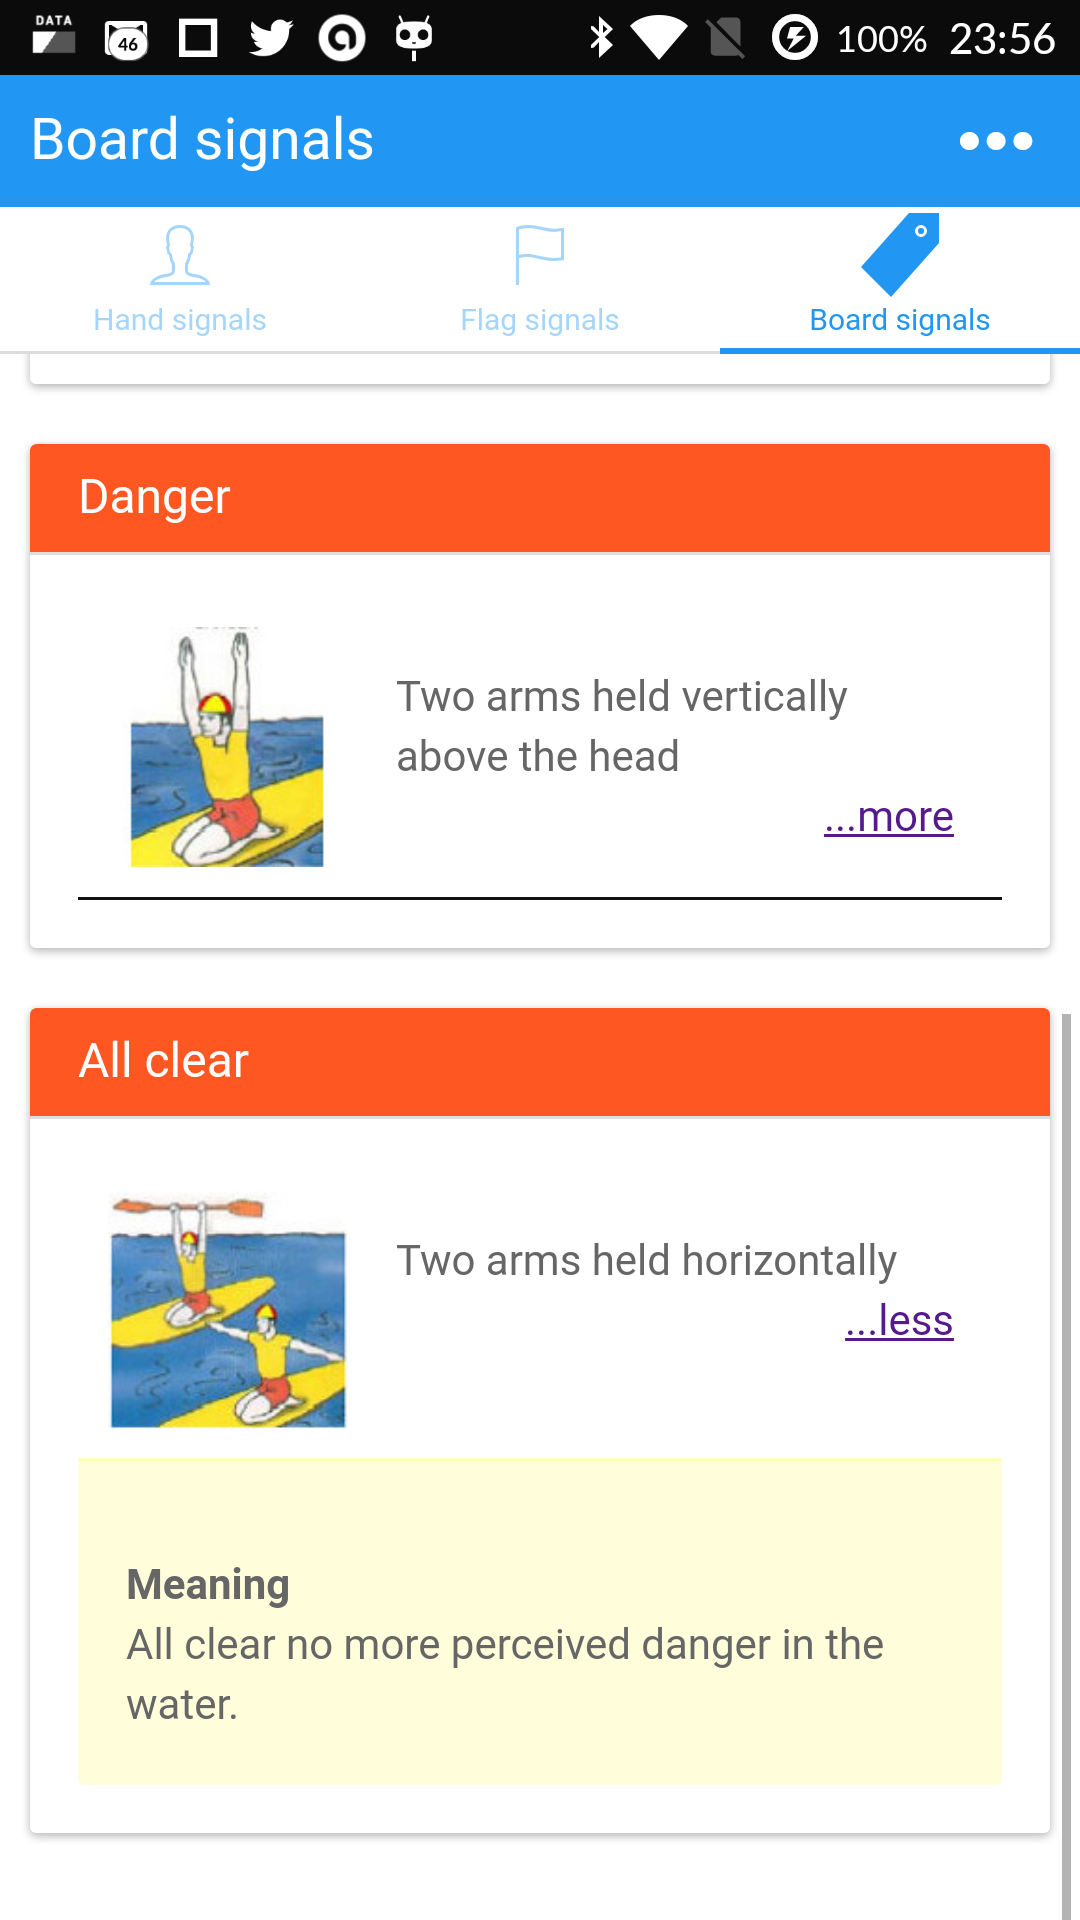 DATA
46
100%
23:56
Board signals
Hand signals
Flag signals
Board signals
Danger
Two arms held vertically
above the head
...more
All clear
Two arms held horizontally
...less
Meaning
All clear no more perceived danger in the
water.